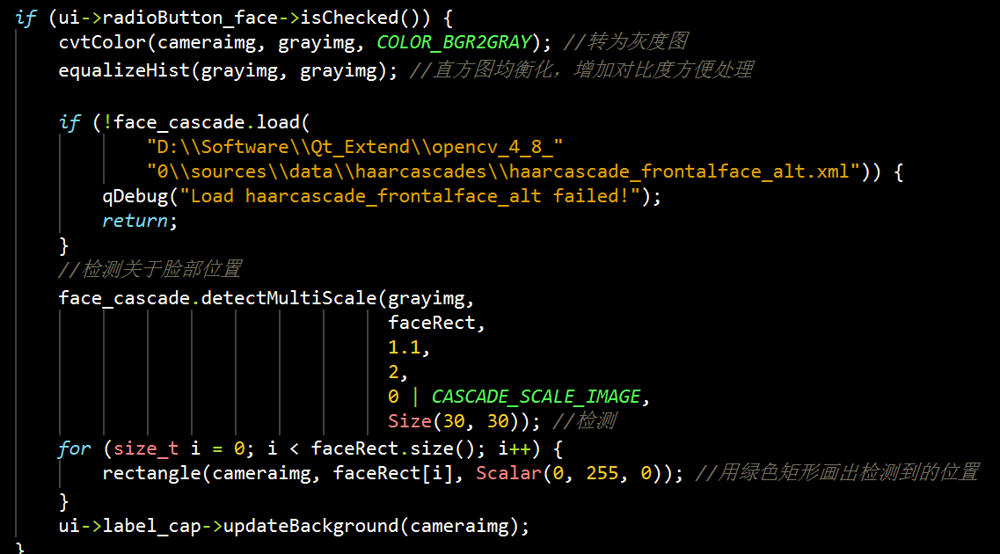 if (ui->radioButton_face->isChecked()) {
    cvtColor(cameraimg, grayimg, COLOR_BGR2GRAY); //转为灰度图
    equalizeHist(grayimg, grayimg); //直方图均衡化，增加对比度方便处理

    if (!face_cascade.load(
            "D:\\Software\\Qt_Extend\\opencv_4_8_"
            "0\\sources\\data\\haarcascades\\haarcascade_frontalface_alt.xml")) {
        qDebug("Load haarcascade_frontalface_alt failed!");
        return;
    }
    //检测关于脸部位置
    face_cascade.detectMultiScale(grayimg,
                                  faceRect,
                                  1.1,
                                  2,
                                  0 | CASCADE_SCALE_IMAGE,
                                  Size(30, 30)); //检测
    for (size_t i = 0; i < faceRect.size(); i++) {
        rectangle(cameraimg, faceRect[i], Scalar(0, 255, 0)); //用绿色矩形画出检测到的位置
    }
    ui->label_cap->updateBackground(cameraimg);
}